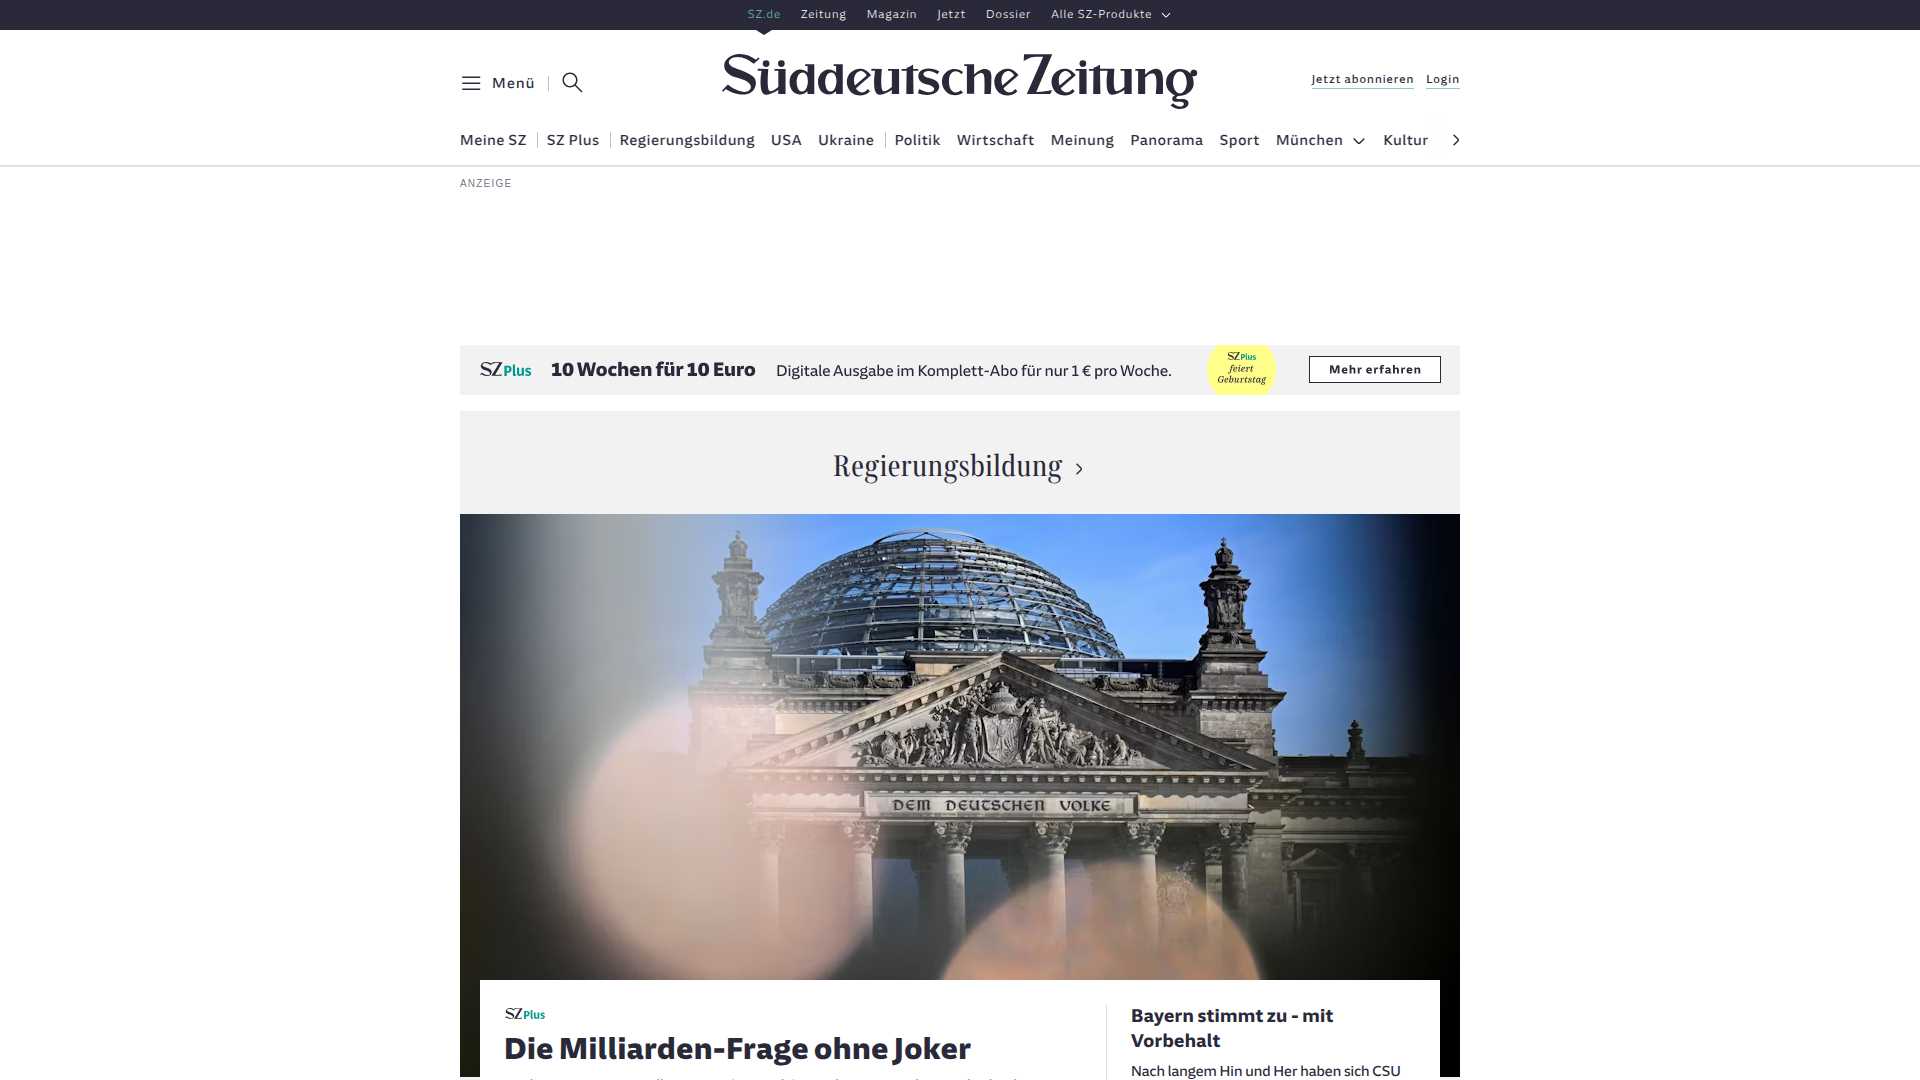 SZ.de Zeitung Magazin Jetzt Dossier Alle SZ-Produkte
Menü
Süddeutsche Zeitung
Jetzt abonnieren Login
Meine SZ SZ Plus Regierungsbildung USA Ukraine Politik Wirtschaft Meinung Panorama Sport München Kultur
ANZEIGE
SZ Plus 10 Wochen für 10 Euro Digitale Ausgabe im Komplett-Abo für nur 1 € pro Woche.
SZ Plus
feiert
Geburtstag
Mehr erfahren
Regierungsbildung
DEM DEUTSCHEN VOLKE
SZ Plus
Die Milliarden-Frage ohne Joker
Bayern stimmt zu - mit
Vorbehalt
Nach langem Hin und Her haben sich CSU